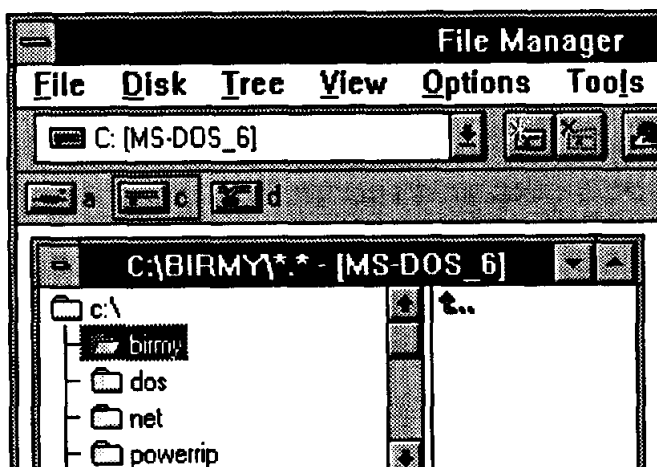 File Manager
File Disk Tree View Options Tools
C: [MS-DOS_6]
a c d
C:\BIRMY\*.* - [MS-DOS_6]
c:\
..
birmy
dos
net
powerrip